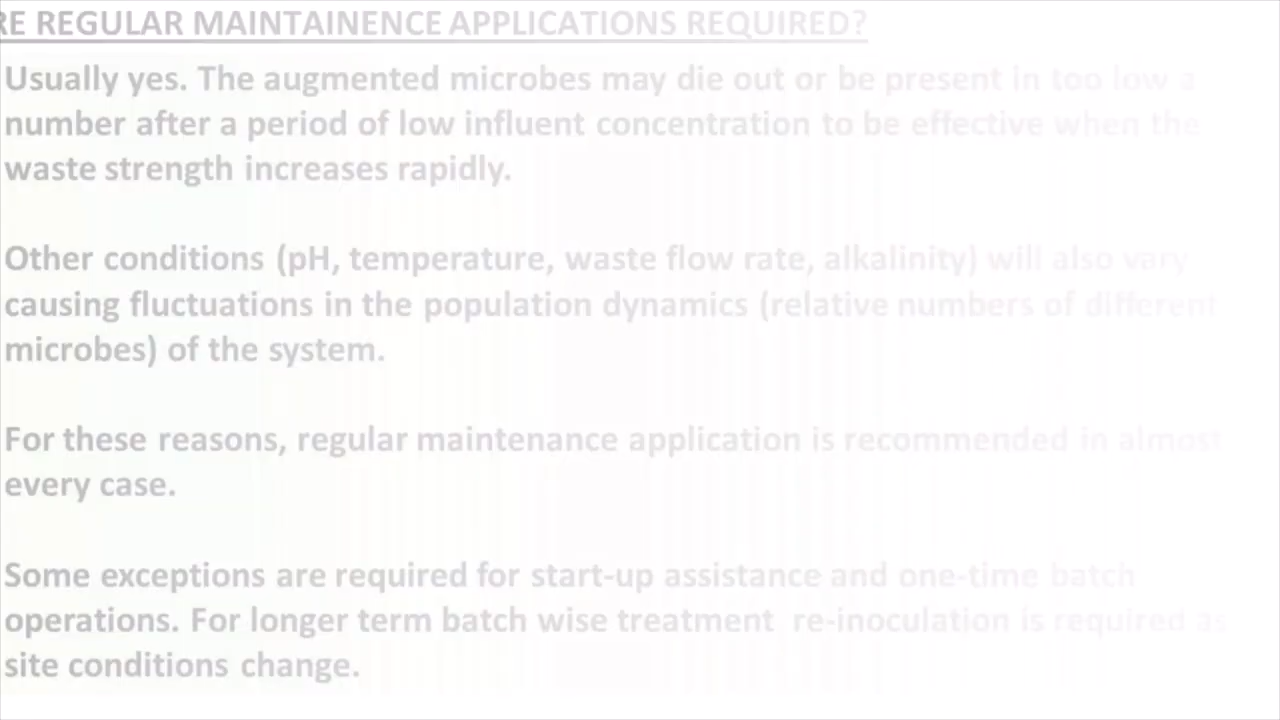 RE REGULAR MAINTAINENCE APPLICATIONS REQUIRED?
Usually yes. The augmented microbes may die out or be present in too low a
number after a period of low influent concentration to be effective when the
waste strength increases rapidly.
Other conditions (pH, temperature, waste flow rate, alkalinity) will also vary
causing fluctuations in the population dynamics (relative numbers of different
microbes) of the system.
For these reasons, regular maintenance application is recommended in almost
every case.
Some exceptions are required for start-up assistance and one-time batch
operations. For longer term batch wise treatment  re-inoculation is required as
site conditions change.